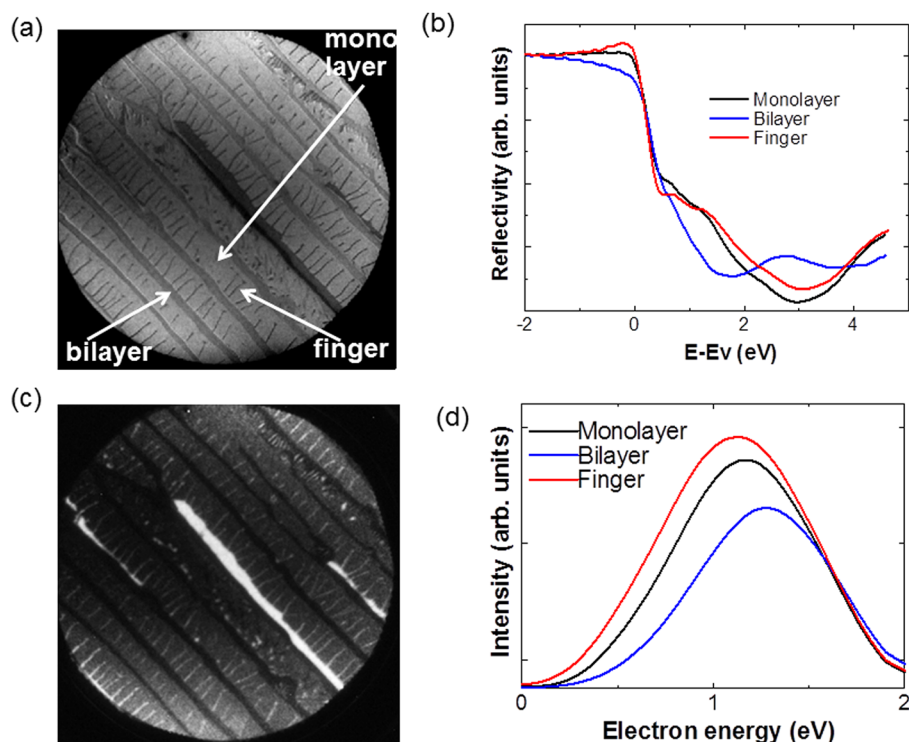 (a)
mono
layer
bilayer
finger
(b)
Reflectivity (arb. units)
Monolayer
Bilayer
Finger
-2
0
2
4
E-Ev (eV)
(c)
(d)
Intensity (arb. units)
Monolayer
Bilayer
Finger
0
1
2
Electron energy (eV)